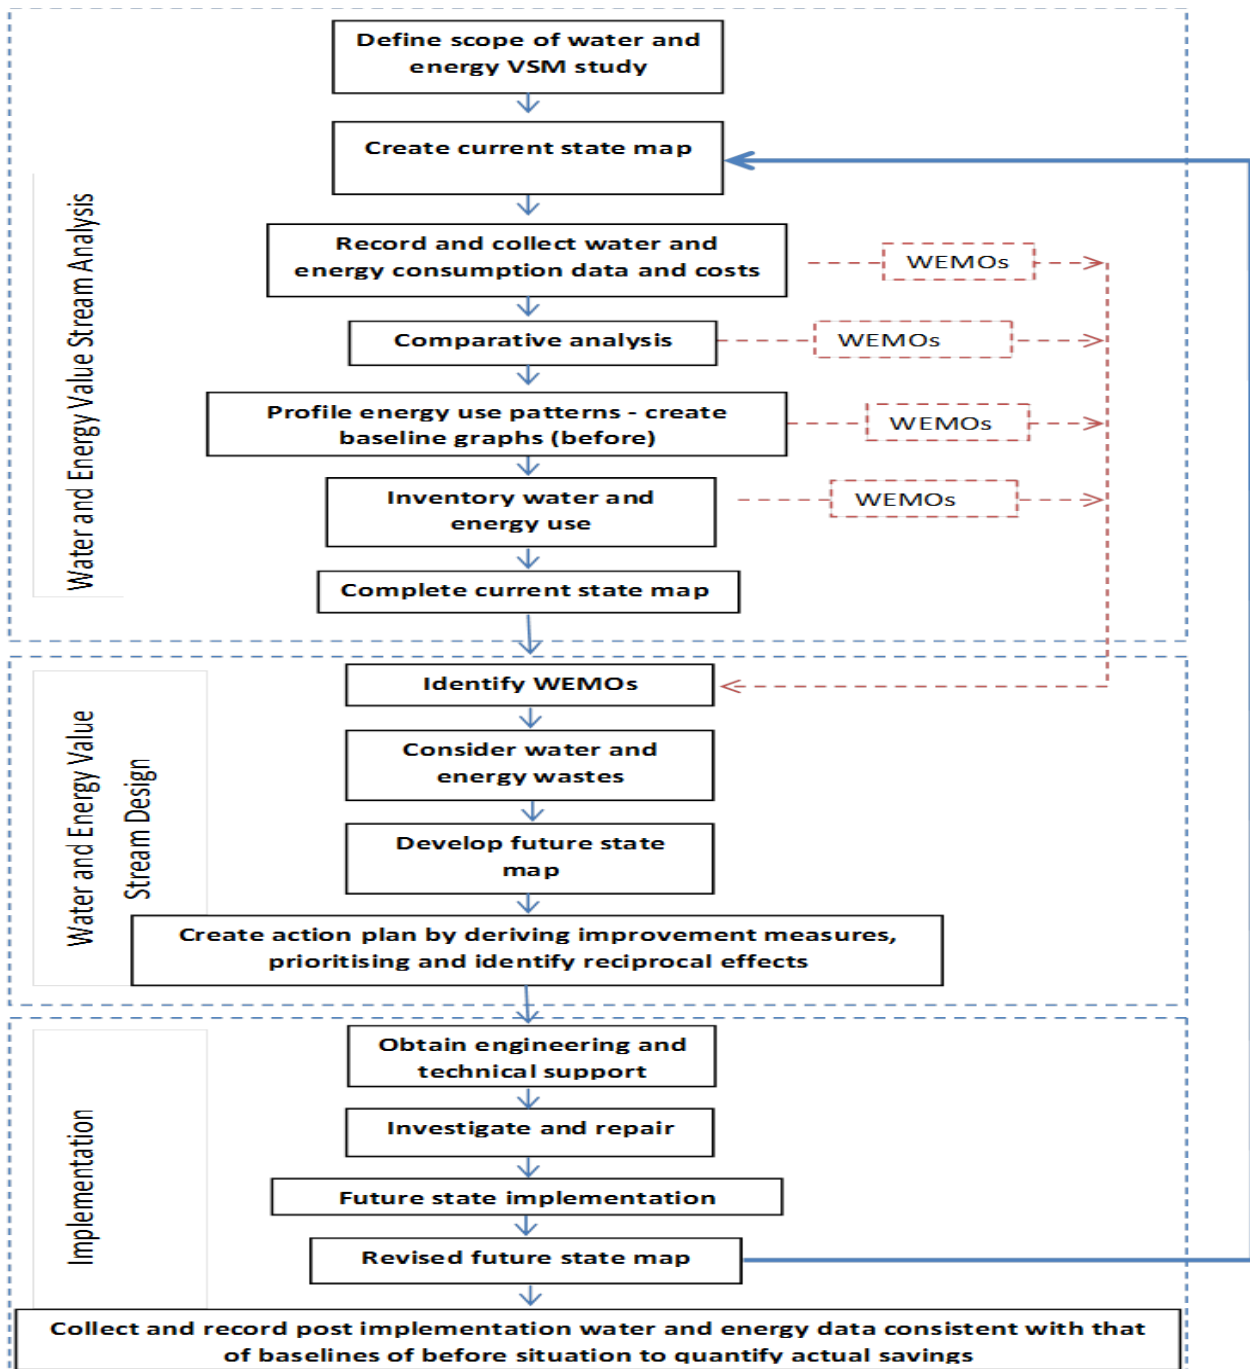 Define scope of water and
energy VSM study
Create current state map
Record and collect water and
energy consumption data and costs
WEMOs
Comparative analysis
WEMOs
Profile energy use patterns - create
baseline graphs (before)
WEMOs
Inventory water and
energy use
WEMOs
Complete current state map
Water and Energy Value Stream Analysis
Identify WEMOs
Consider water and
energy wastes
Develop future state
map
Create action plan by deriving improvement measures,
prioritising and identify reciprocal effects
Water and Energy Value
Stream Design
Obtain engineering and
technical support
Investigate and repair
Future state implementation
Revised future state map
Implementation
Collect and record post implementation water and energy data consistent with that
of baselines of before situation to quantify actual savings